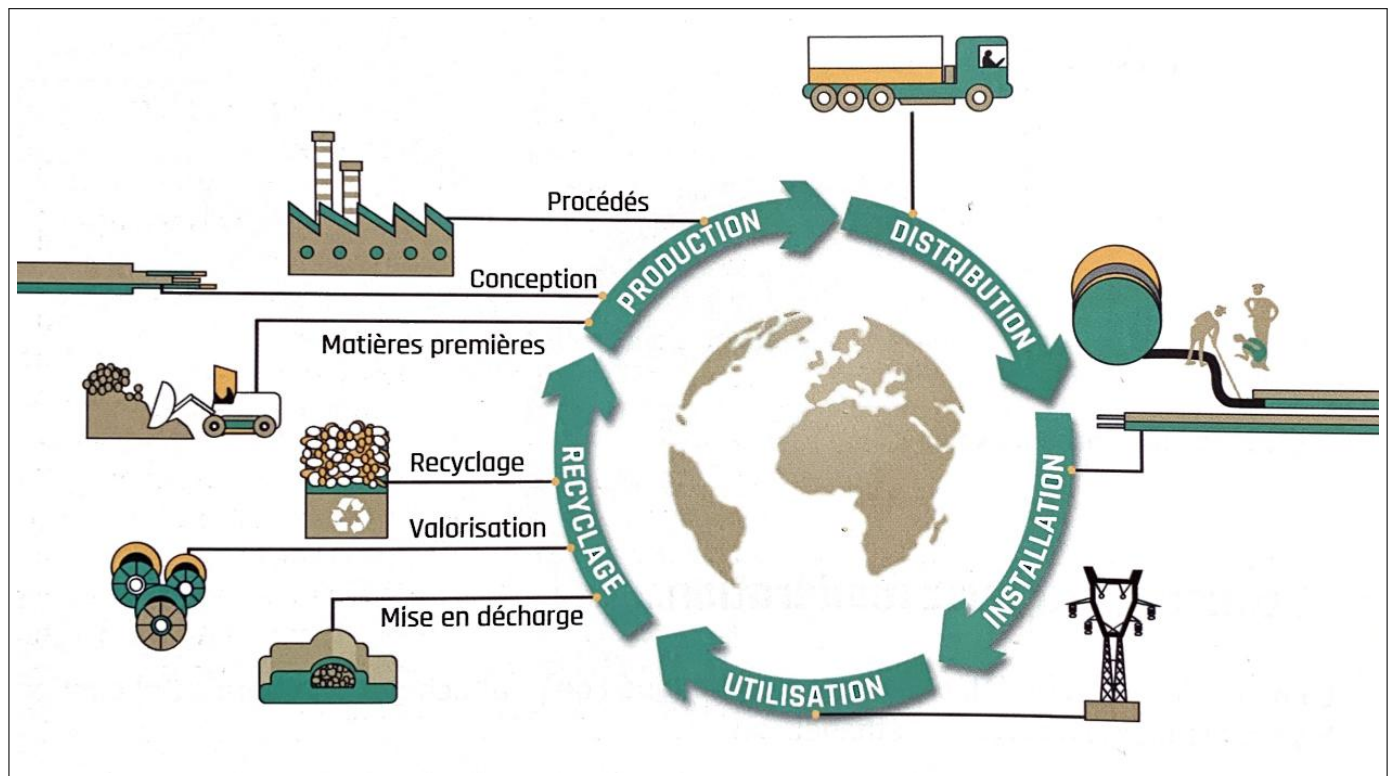 Procédés
Conception
Matières premières
Recyclage
Valorisation
Mise en décharge
PRODUCTION
DISTRIBUTION
INSTALLATION
UTILISATION
RECYCLAGE